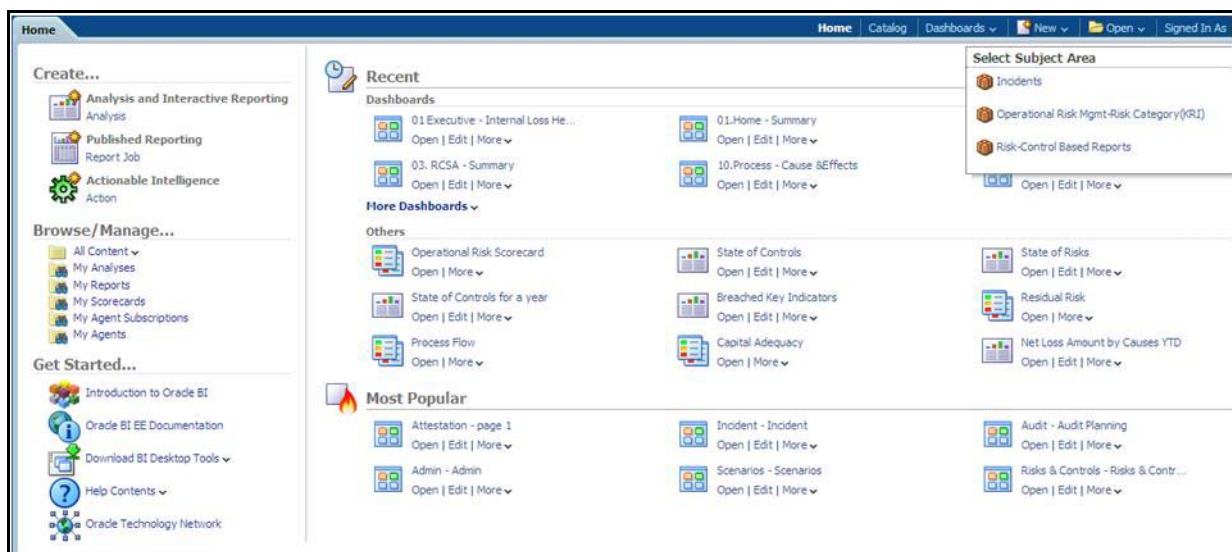 Home
Home Catalog Dashboards New Open Signed In As
Create...
Analysis and Interactive Reporting
Analysis
Published Reporting
Report Job
Actionable Intelligence
Action
Browse/Manage...
All Content
My Analyses
My Reports
My Scorecards
My Agent Subscriptions
My Agents
Get Started...
Introduction to Oracle BI
Oracle BI EE Documentation
Download BI Desktop Tools
Help Contents
Oracle Technology Network
Recent
Dashboards
01 Executive - Internal Loss He...
Open | Edit | More
01.Home - Summary
Open | Edit | More
03. RCSA - Summary
Open | Edit | More
10.Process - Cause &Effects
Open | Edit | More
Open | Edit | More
More Dashboards
Select Subject Area
Incidents
Operational Risk Mgmt-Risk Category(KRI)
Risk-Control Based Reports
Others
Operational Risk Scorecard
Open | More
State of Controls
Open | Edit | More
State of Risks
Open | Edit | More
State of Controls for a year
Open | Edit | More
Breached Key Indicators
Open | Edit | More
Residual Risk
Open | More
Process Flow
Open | More
Capital Adequacy
Open | More
Net Loss Amount by Causes YTD
Open | Edit | More
Most Popular
Attestation - page 1
Open | Edit | More
Incident - Incident
Open | Edit | More
Audit - Audit Planning
Open | Edit | More
Admin - Admin
Open | Edit | More
Scenarios - Scenarios
Open | Edit | More
Risks & Controls - Risks & Contr...
Open | Edit | More